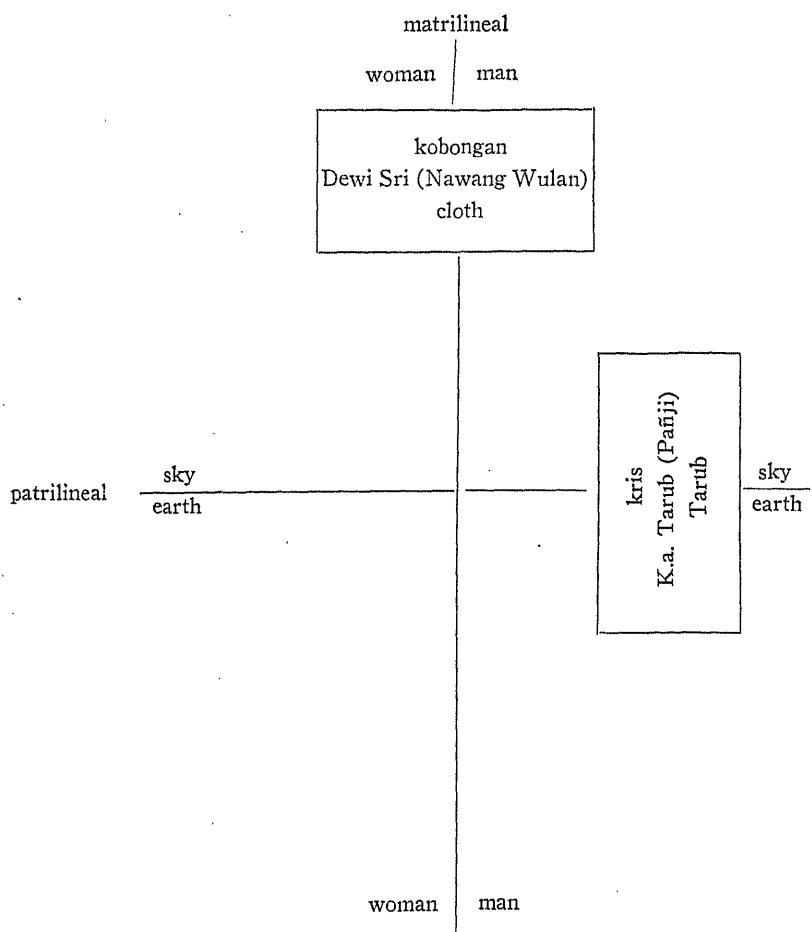 matrilineal
woman man
kobongan
Dewi Sri (Nawang Wulan)
cloth
kris
K.a. Tarub (Pañji)
Tarub
patrilineal
sky
earth
sky
earth
woman man